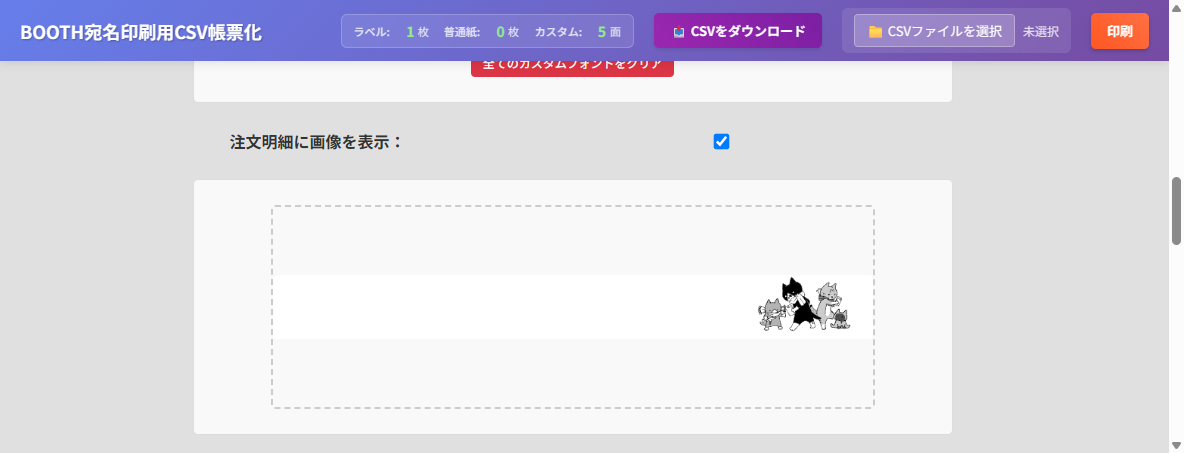 BOOTH宛名印刷用CSV帳票化
ラベル: 1 枚 普通紙: 0 枚 カスタム: 5 面
CSVをダウンロード
CSVファイルを選択 未選択
印刷
全てのカスタムフォントをクリア
注文明細に画像を表示：